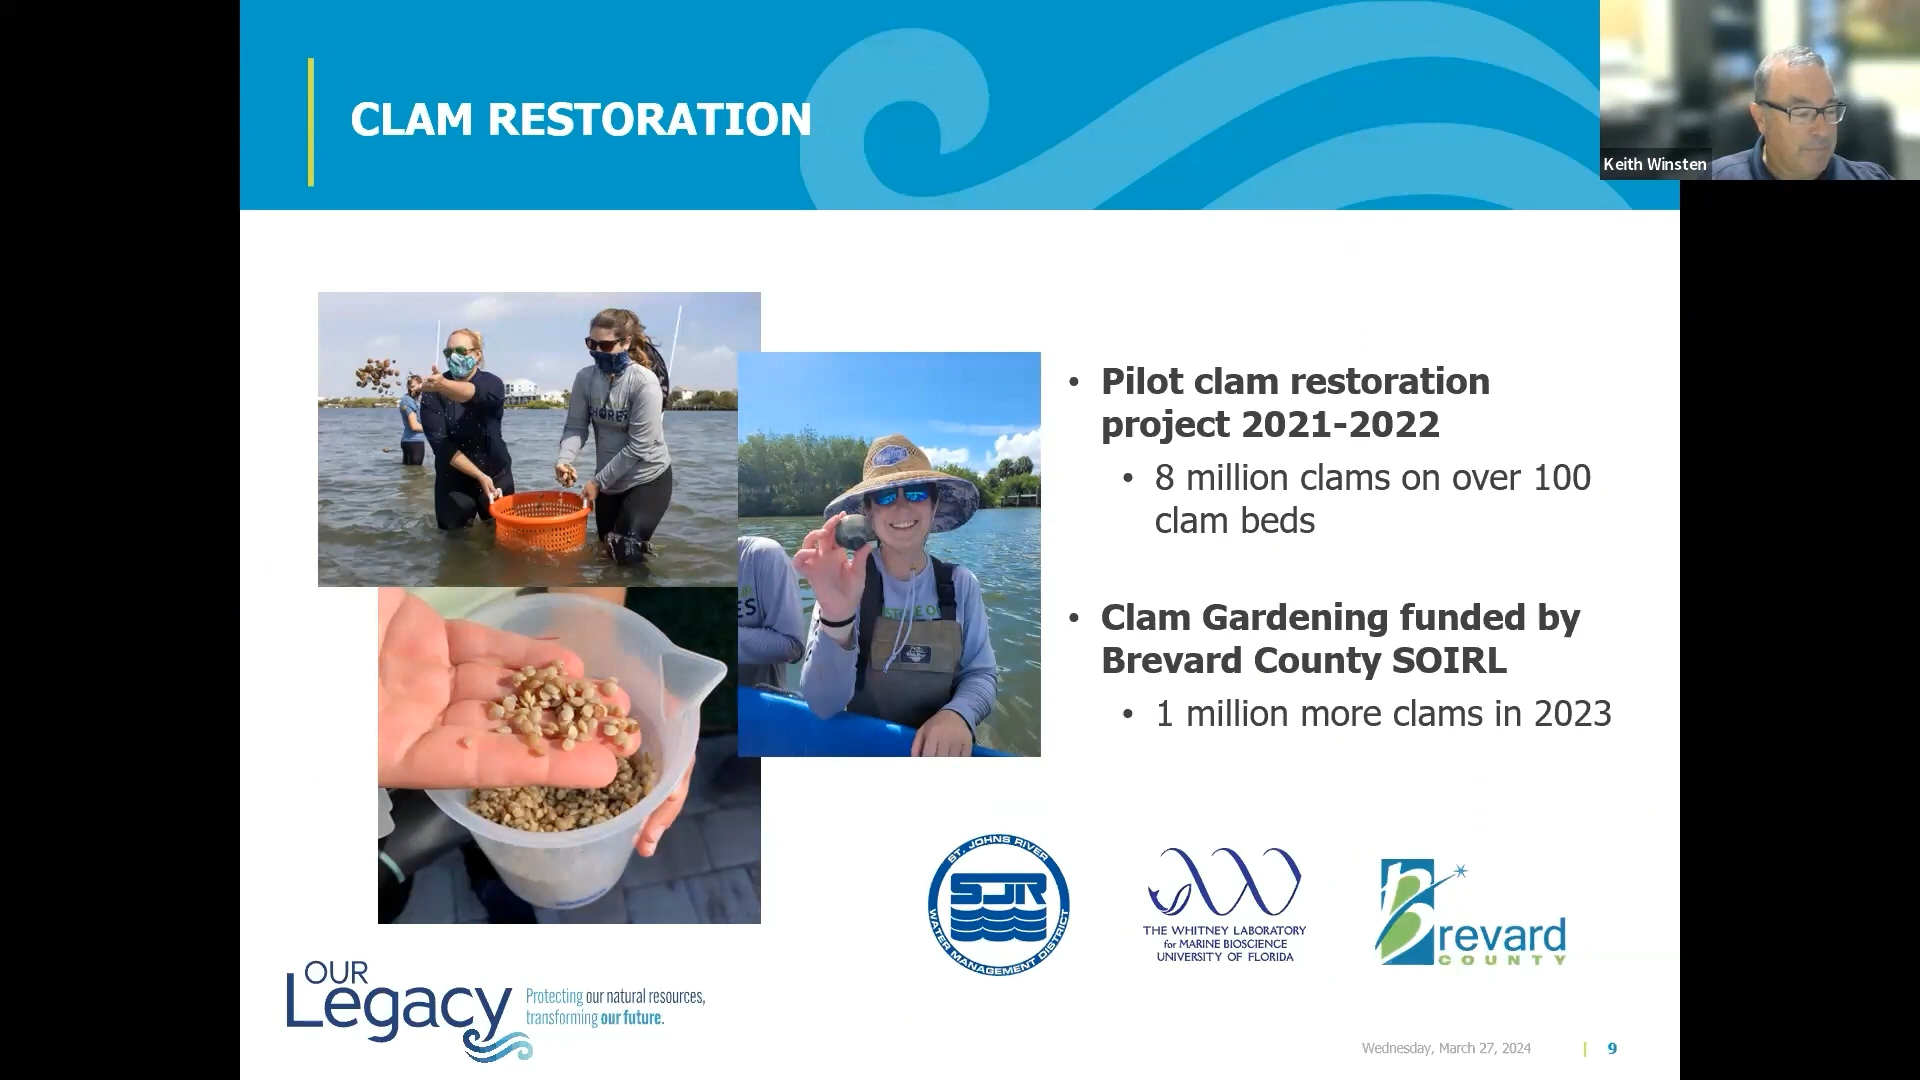 CLAM RESTORATION
Keith Winsten
• Pilot clam restoration
project 2021-2022
• 8 million clams on over 100
clam beds
• Clam Gardening funded by
Brevard County SOIRL
• 1 million more clams in 2023
ST. JOHNS RIVER
SJR
WATER MANAGEMENT DISTRICT
THE WHITNEY LABORATORY
for MARINE BIOSCIENCE
UNIVERSITY OF FLORIDA
Brevard
COUNTY
OUR
Legacy
Protecting our natural resources,
transforming our future.
Wednesday, March 27, 2024 | 9